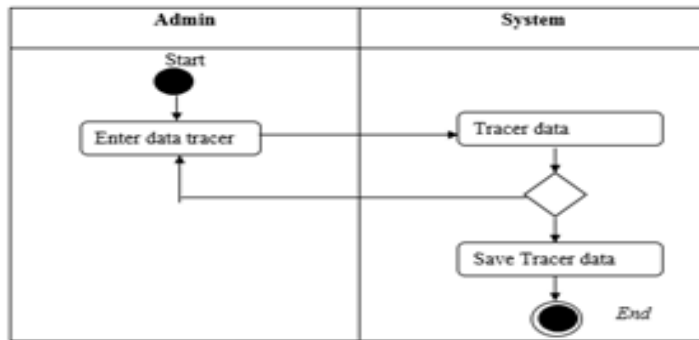 Admin
System
Start
Enter data tracer
Tracer data
Save Tracer data
End